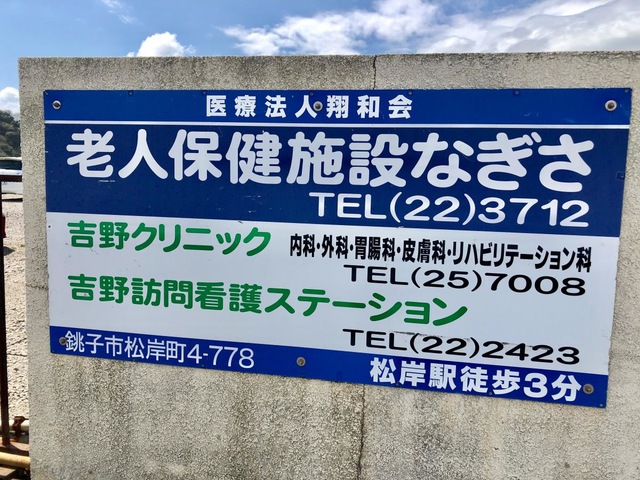 医療法人翔和会
老人保健施設なぎさ
TEL(22)3712
吉野クリニック 内科・外科・胃腸科・皮膚科・リハビリテーション科
TEL(25)7008
吉野訪問看護ステーション
TEL(22)2423
銚子市松岸町4-778 松岸駅徒歩3分